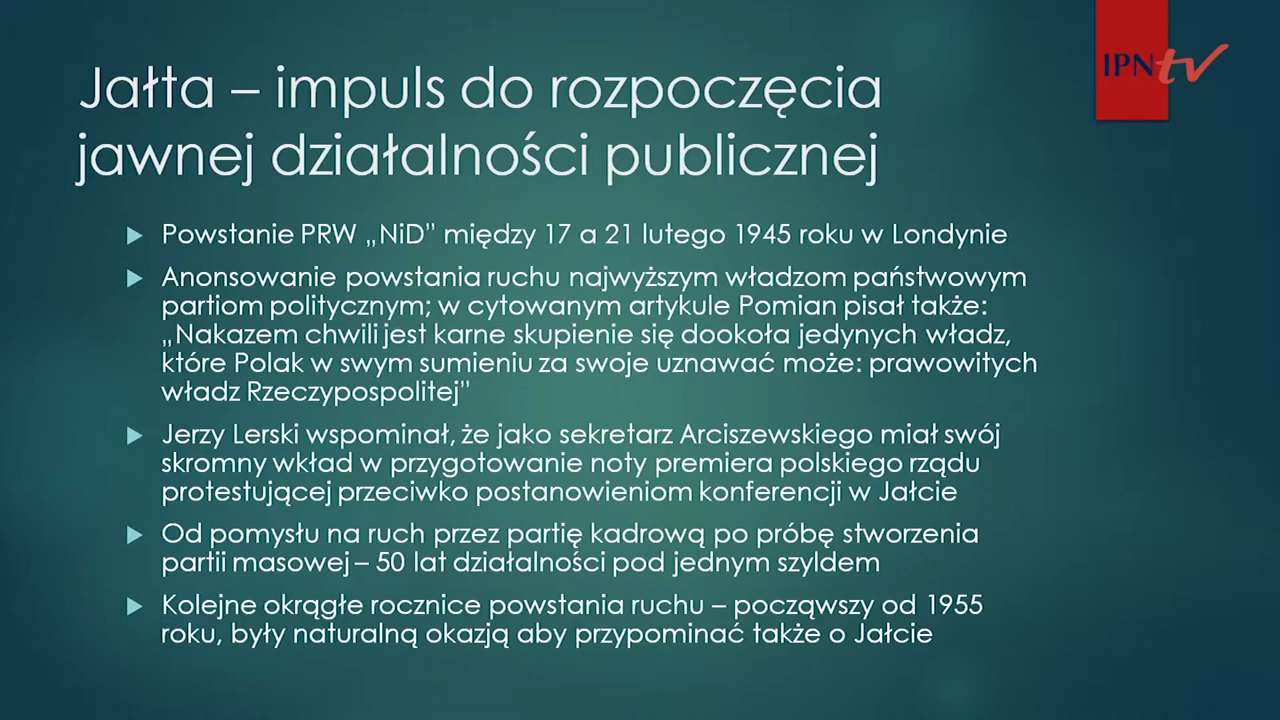 Jałta – impuls do rozpoczęcia
jawnej działalności publicznej
IPNtv
Powstanie PRW „NiD” między 17 a 21 lutego 1945 roku w Londynie
Anonsowanie powstania ruchu najwyższym władzom państwowym
partiom politycznym; w cytowanym artykule Pomian pisał także:
„Nakazem chwili jest karne skupienie się dookoła jedynych władz,
które Polak w swym sumieniu za swoje uznawać może: prawowitych
władz Rzeczypospolitej”
Jerzy Lerski wspominał, że jako sekretarz Arciszewskiego miał swój
skromny wkład w przygotowanie noty premiera polskiego rządu
protestującej przeciwko postanowieniom konferencji w Jałcie
Od pomysłu na ruch przez partię kadrową po próbę stworzenia
partii masowej – 50 lat działalności pod jednym szyldem
Kolejne okrągłe rocznice powstania ruchu – począwszy od 1955
roku, były naturalną okazją aby przypominać także o Jałcie